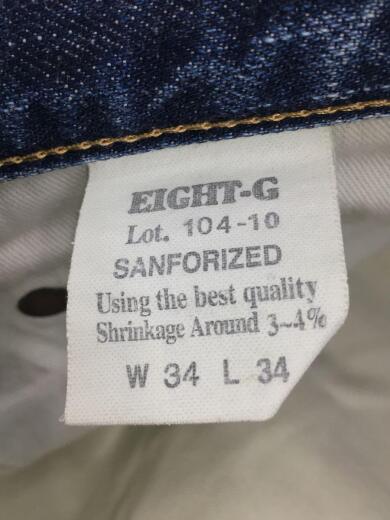 EIGHT-G
Lot. 104-10
SANFORIZED
Using the best quality
Shrinkage Around 3~4%
W 34 L 34